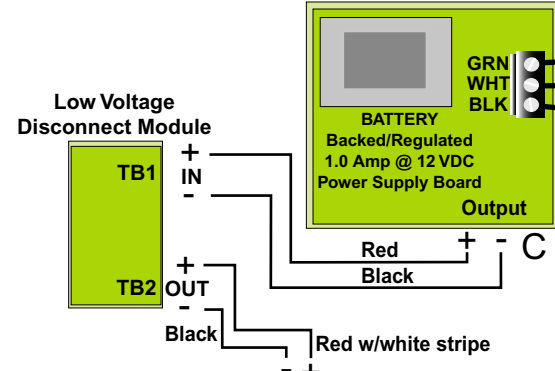 GRN
WHT
BLK
BATTERY
Backed/Regulated
1.0 Amp @ 12 VDC
Power Supply Board
Output
+ - C
Low Voltage
Disconnect Module
TB1
+
IN
-
Red
Black
+
TB2 OUT
-
Black
Red w/white stripe
- +